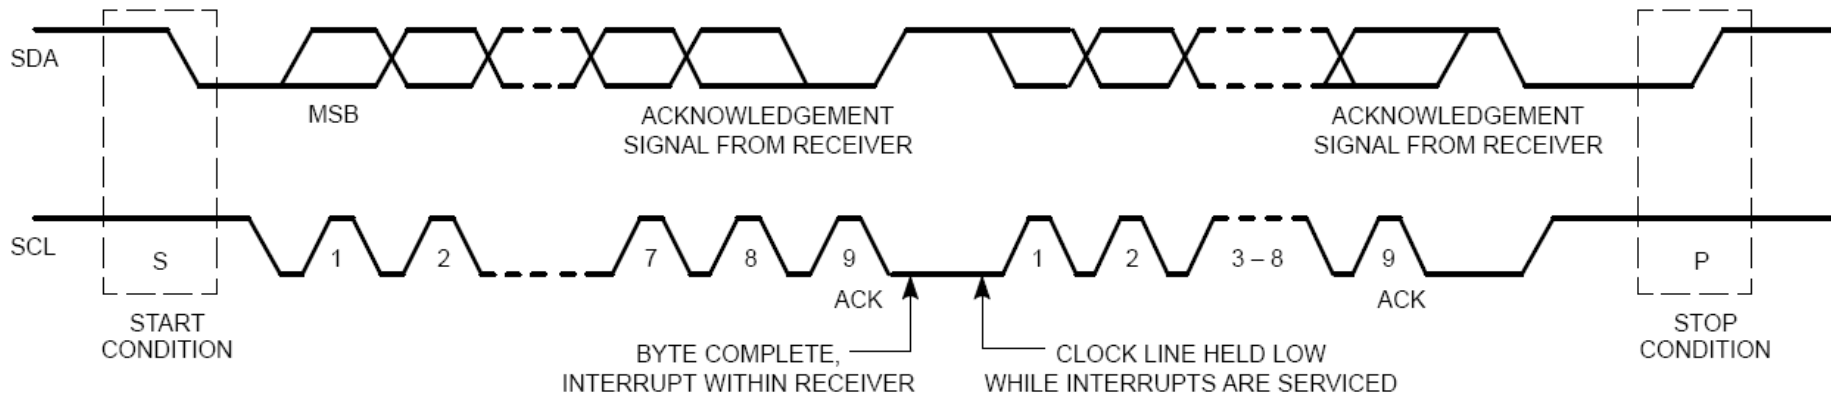 SDA
MSB
ACKNOWLEDGEMENT
SIGNAL FROM RECEIVER
ACKNOWLEDGEMENT
SIGNAL FROM RECEIVER
SCL
S
1
2
7
8
9
1
2
3 – 8
9
P
ACK
ACK
START
CONDITION
BYTE COMPLETE,
INTERRUPT WITHIN RECEIVER
CLOCK LINE HELD LOW
WHILE INTERRUPTS ARE SERVICED
STOP
CONDITION